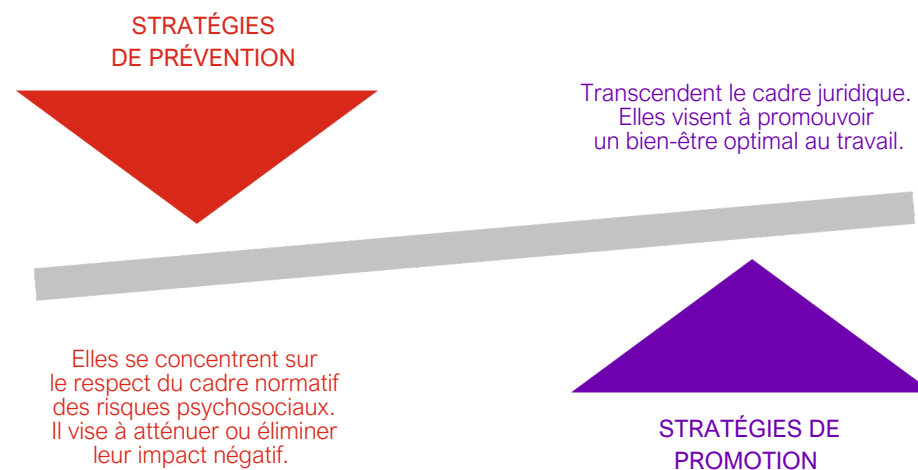 STRATÉGIES
DE PRÉVENTION
Transcendent le cadre juridique.
Elles visent à promouvoir
un bien-être optimal au travail.
Elles se concentrent sur
le respect du cadre normatif
des risques psychosociaux.
Il vise à atténuer ou éliminer
leur impact négatif.
STRATÉGIES DE
PROMOTION